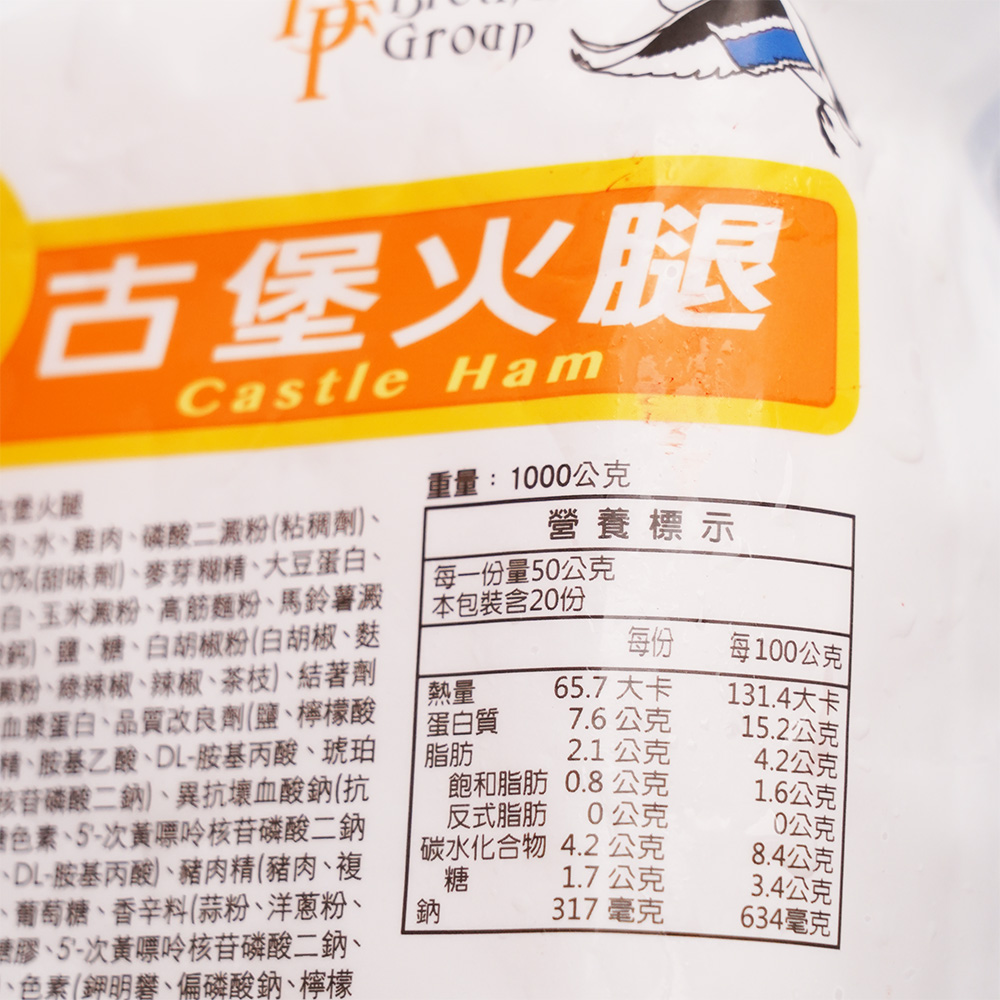 Group
古堡火腿
Castle Ham
古堡火腿
肉、水、雞肉、磷酸二澱粉(粘稠劑)、
0%(甜味劑)、麥芽糊精、大豆蛋白、
白、玉米澱粉、高筋麵粉、馬鈴薯澱
鈣)、鹽、糖、白胡椒粉(白胡椒、麩
澱粉、綠辣椒、辣椒、茶枝)、結著劑
血漿蛋白、品質改良劑(鹽、檸檬酸
精、胺基乙酸、DL-胺基丙酸、琥珀
核苷磷酸二鈉)、異抗壞血酸鈉(抗
色素、5'-次黃嘌呤核苷磷酸二鈉
、DL-胺基丙酸)、豬肉精(豬肉、複
、葡萄糖、香辛料(蒜粉、洋蔥粉、
膠、5'-次黃嘌呤核苷磷酸二鈉、
、色素(鉀明礬、偏磷酸鈉、檸檬
重量：1000公克
營養標示
每一份量50公克
本包裝含20份
每份 每100公克
熱量 65.7 大卡 131.4大卡
蛋白質 7.6 公克 15.2公克
脂肪 2.1 公克 4.2公克
飽和脂肪 0.8 公克 1.6公克
反式脂肪 0 公克 0公克
碳水化合物 4.2 公克 8.4公克
糖 1.7 公克 3.4公克
鈉 317 毫克 634毫克